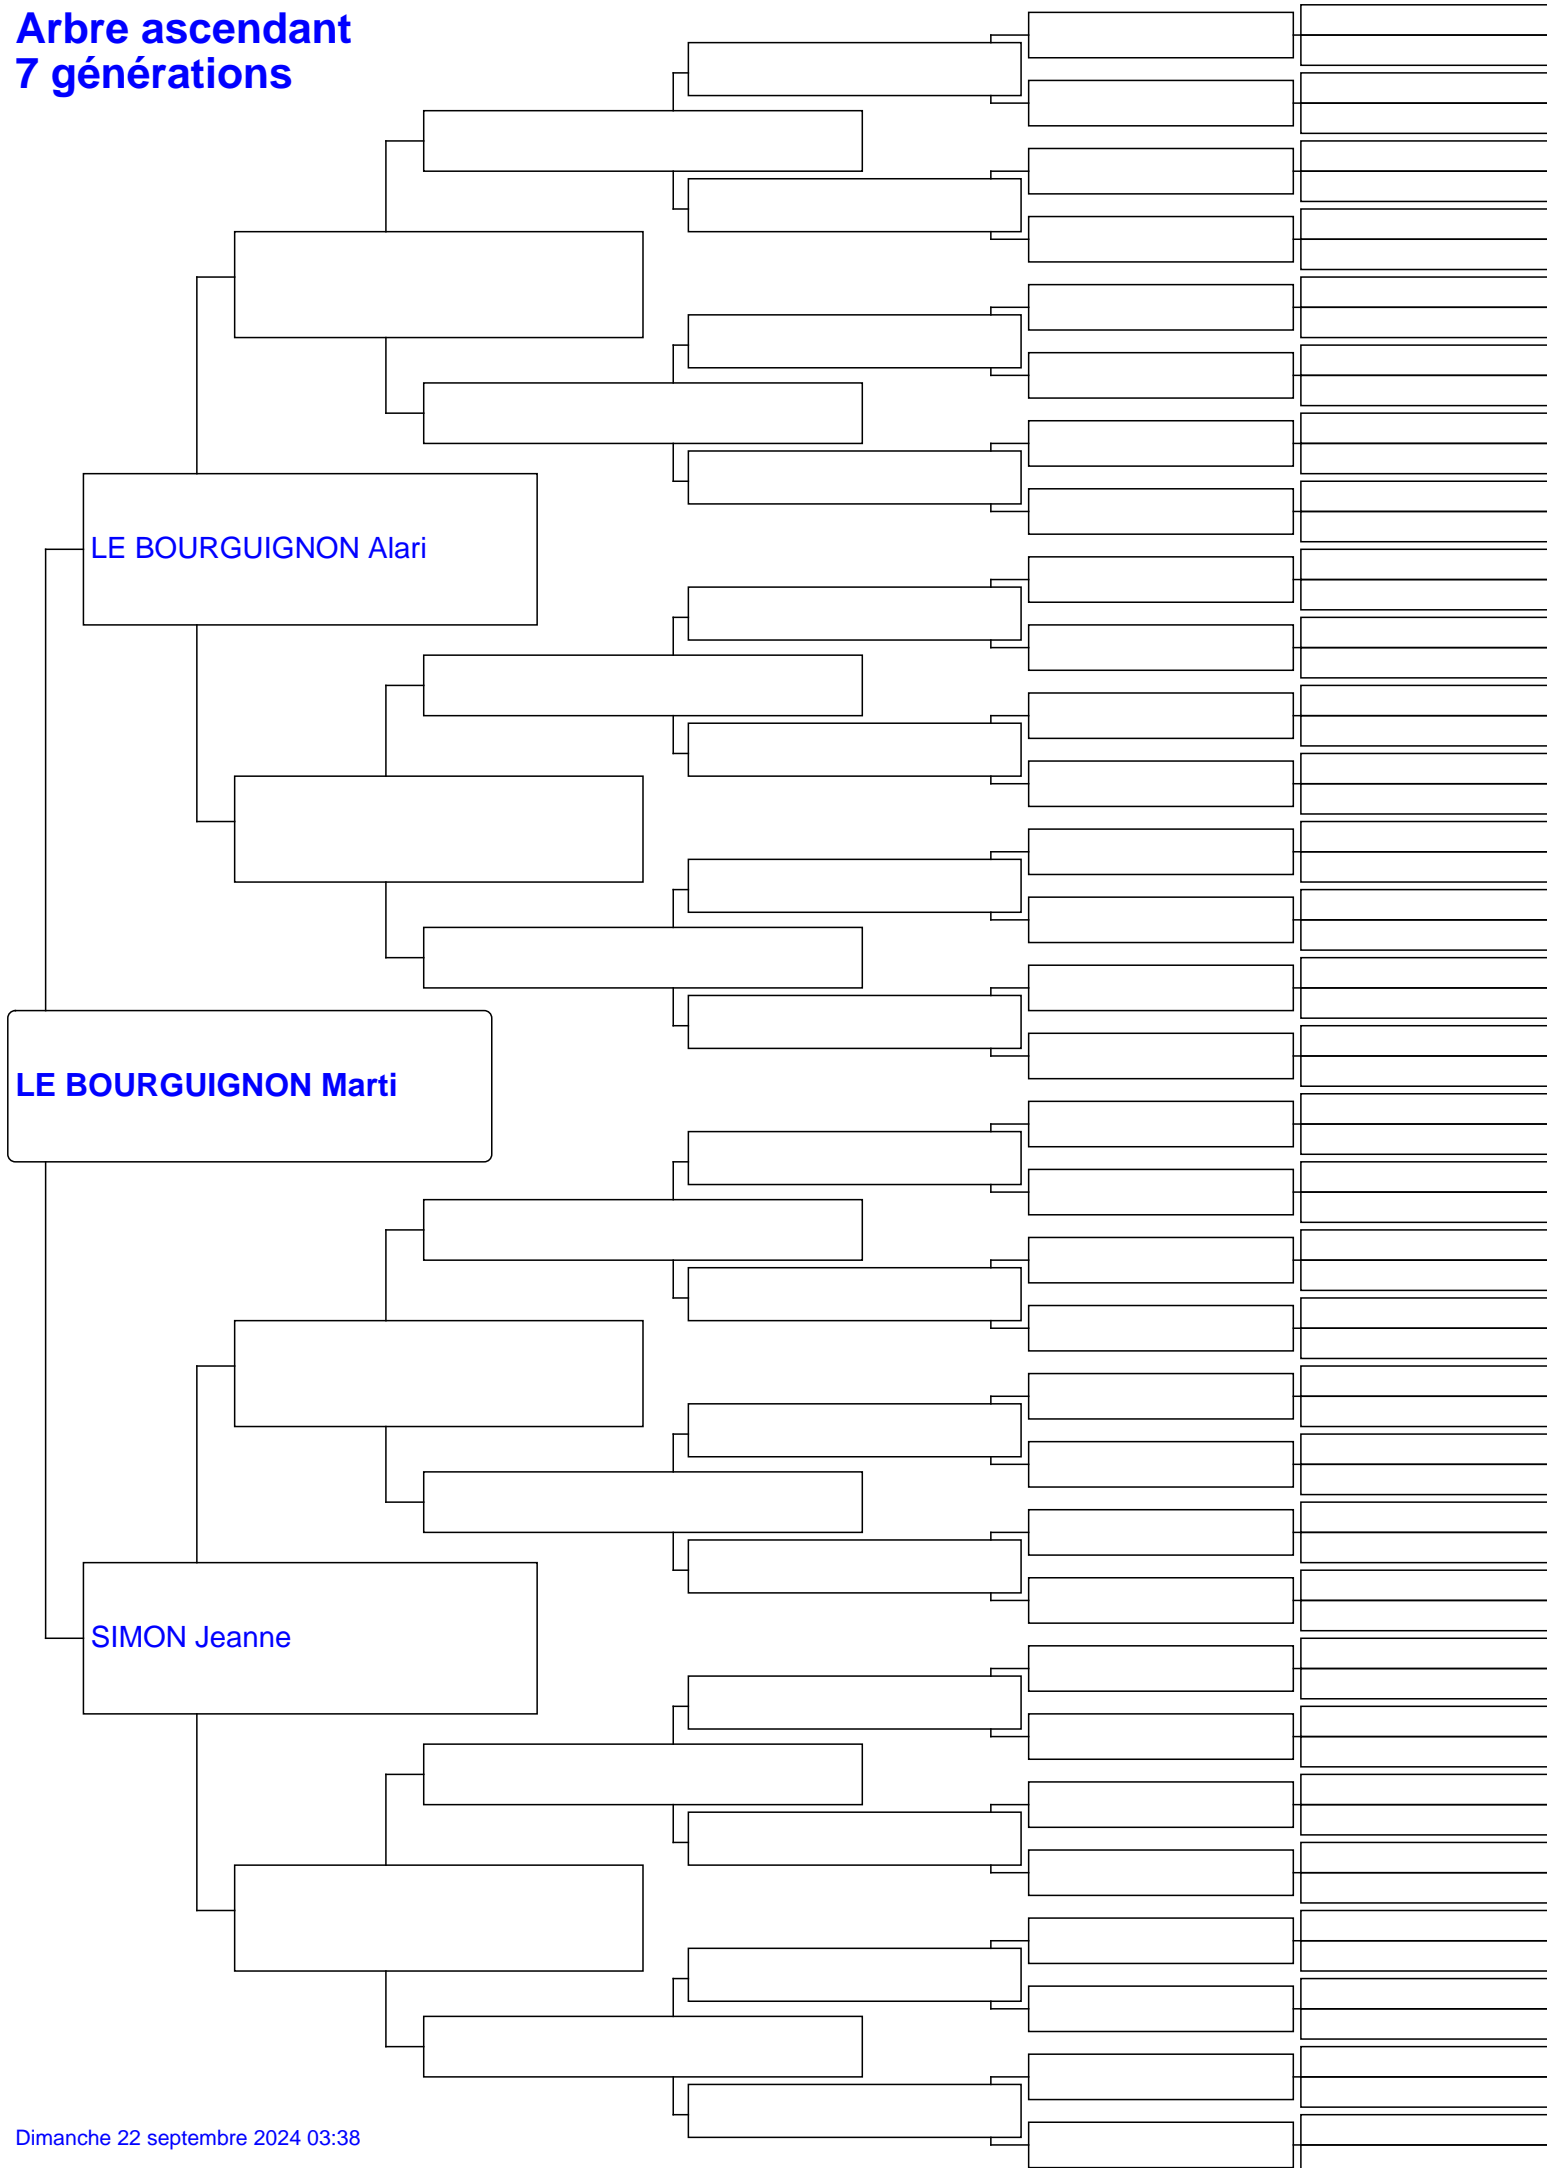 Arbre ascendant
7 générations
LE BOURGUIGNON Alari
LE BOURGUIGNON Marti
SIMON Jeanne
Dimanche 22 septembre 2024 03:38